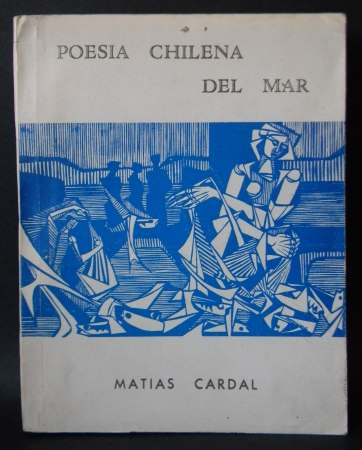 POESIA CHILENA
DEL MAR
MATIAS CARDAL